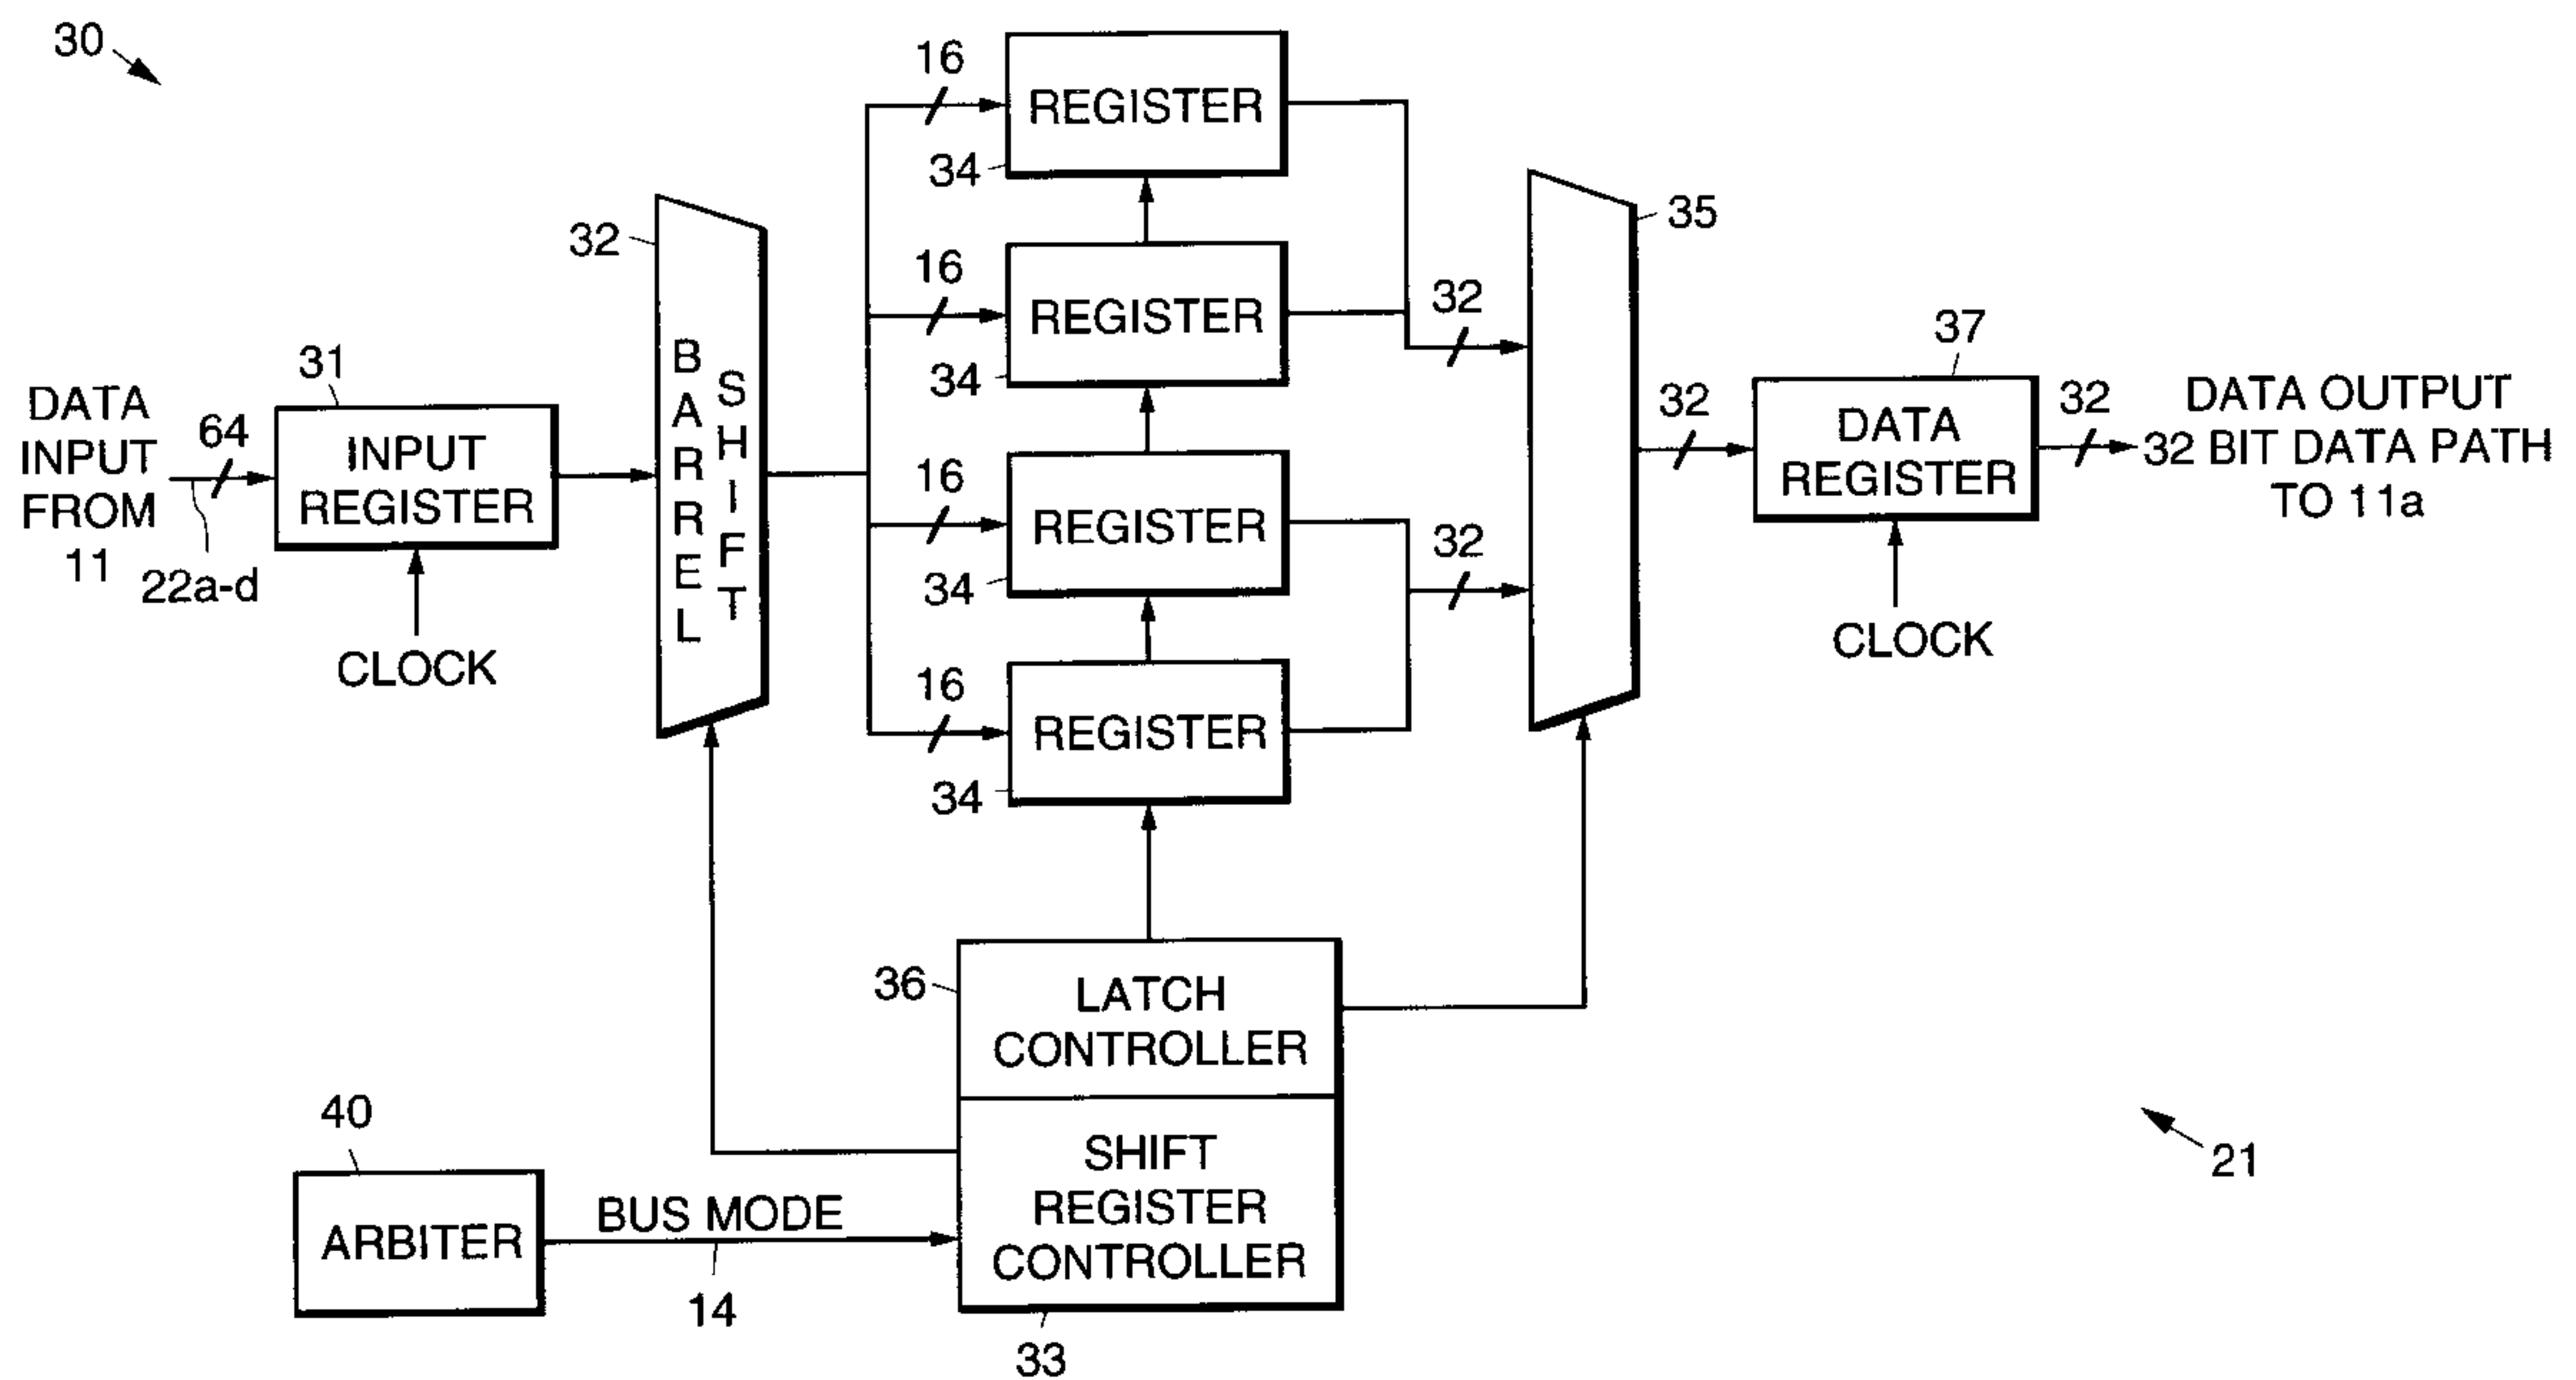 30
16
REGISTER
34
32
16
REGISTER
34
35
BARREL
SHIFT
31
DATA
INPUT
FROM
11
64
INPUT
REGISTER
22a-d
CLOCK
16
REGISTER
34
32
32
16
REGISTER
34
32
37
DATA
REGISTER
CLOCK
32
DATA OUTPUT
32 BIT DATA PATH
TO 11a
36
LATCH
CONTROLLER
40
ARBITER
BUS MODE
14
SHIFT
REGISTER
CONTROLLER
33
21